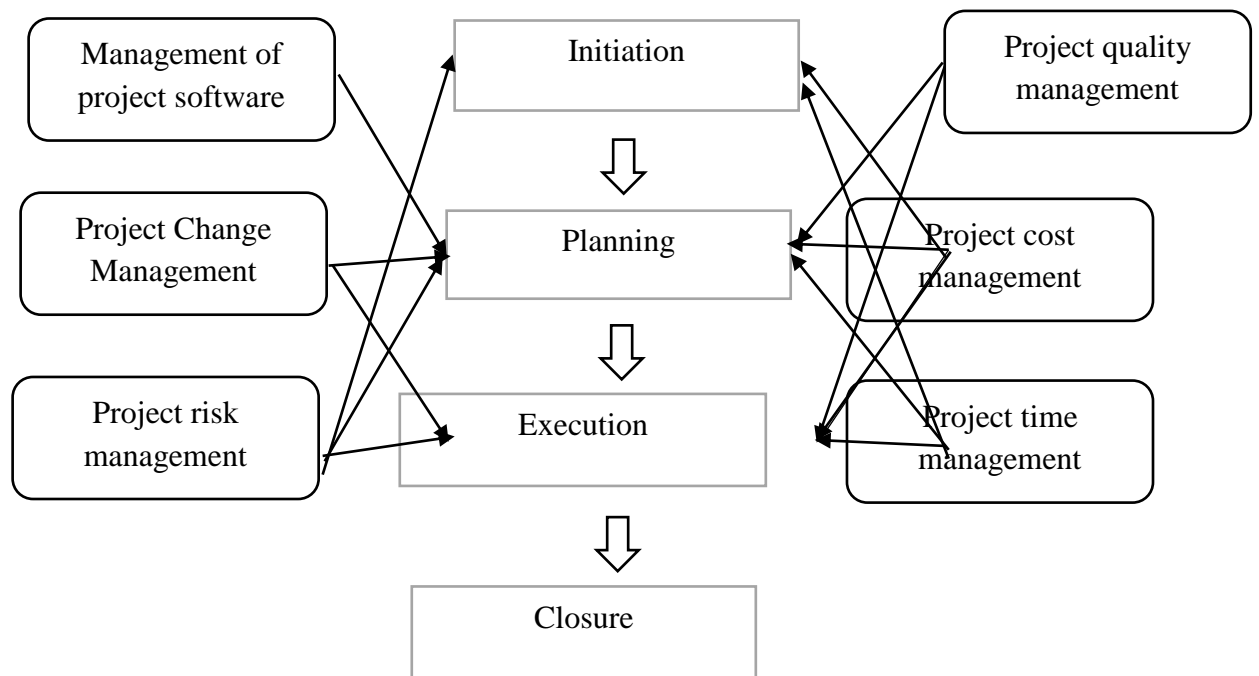 Management of
project software
Initiation
Project quality
management
Project Change
Management
Planning
Project cost
management
Project risk
management
Execution
Project time
management
Closure